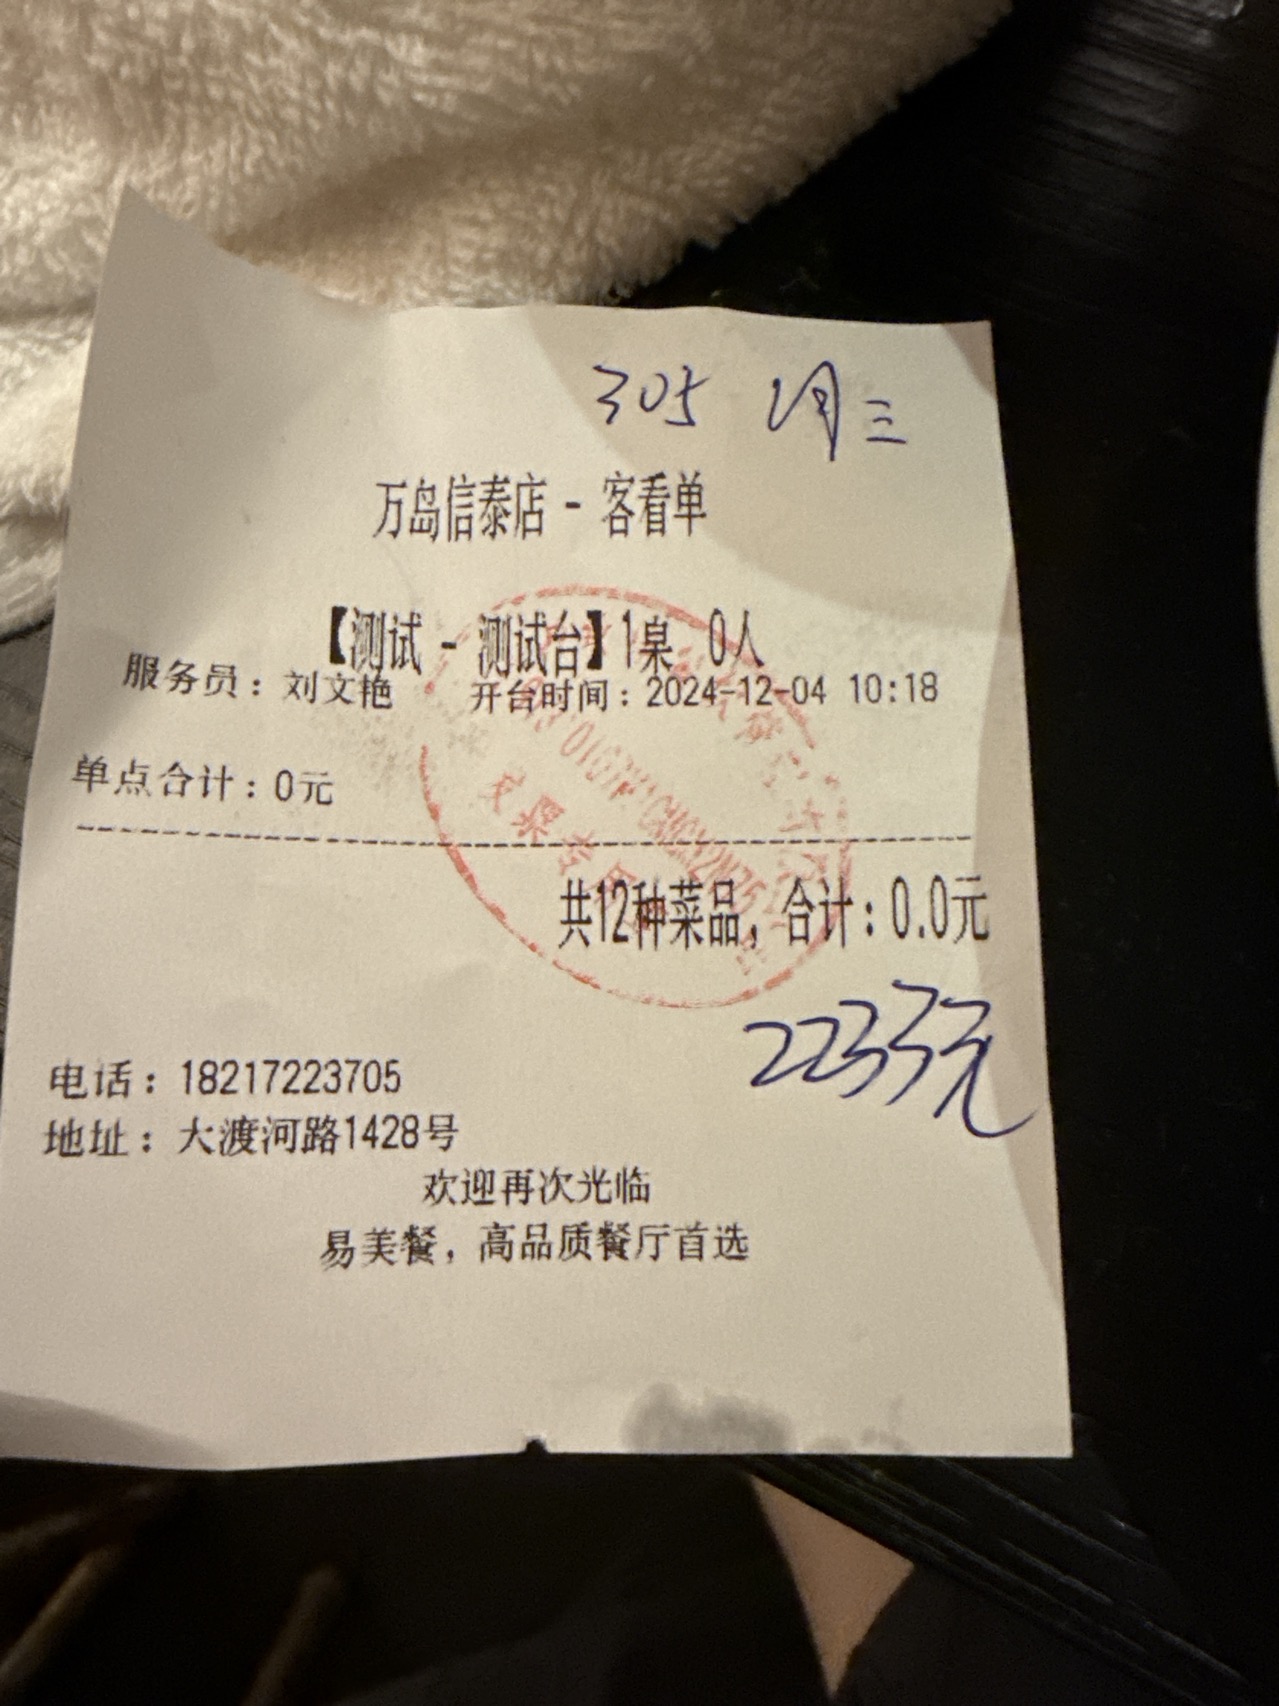 305 周三
万岛信泰店 - 客看单
【测试 - 测试台】1桌 0人
服务员：刘文艳 开台时间：2024-12-04 10:18
单点合计：0元
共12种菜品，合计：0.0元
2233元
电话：18217223705
地址：大渡河路1428号
欢迎再次光临
易美餐，高品质餐厅首选